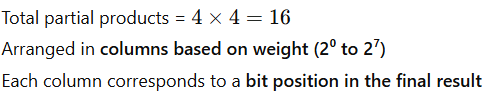 Total partial products = 4 × 4 = 16
Arranged in columns based on weight (2⁰ to 2⁷)
Each column corresponds to a bit position in the final result